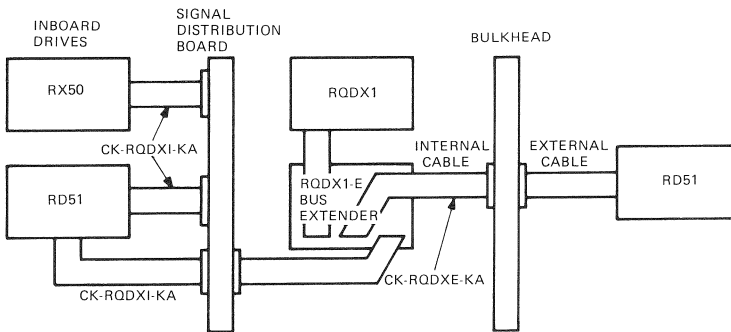 INBOARD
DRIVES
SIGNAL
DISTRIBUTION
BOARD
BULKHEAD
RX50
RQDX1
CK-RQDXI-KA
INTERNAL
CABLE
EXTERNAL
CABLE
RD51
RQDX1-E
BUS
EXTENDER
RD51
CK-RQDXI-KA
CK-RQDXE-KA